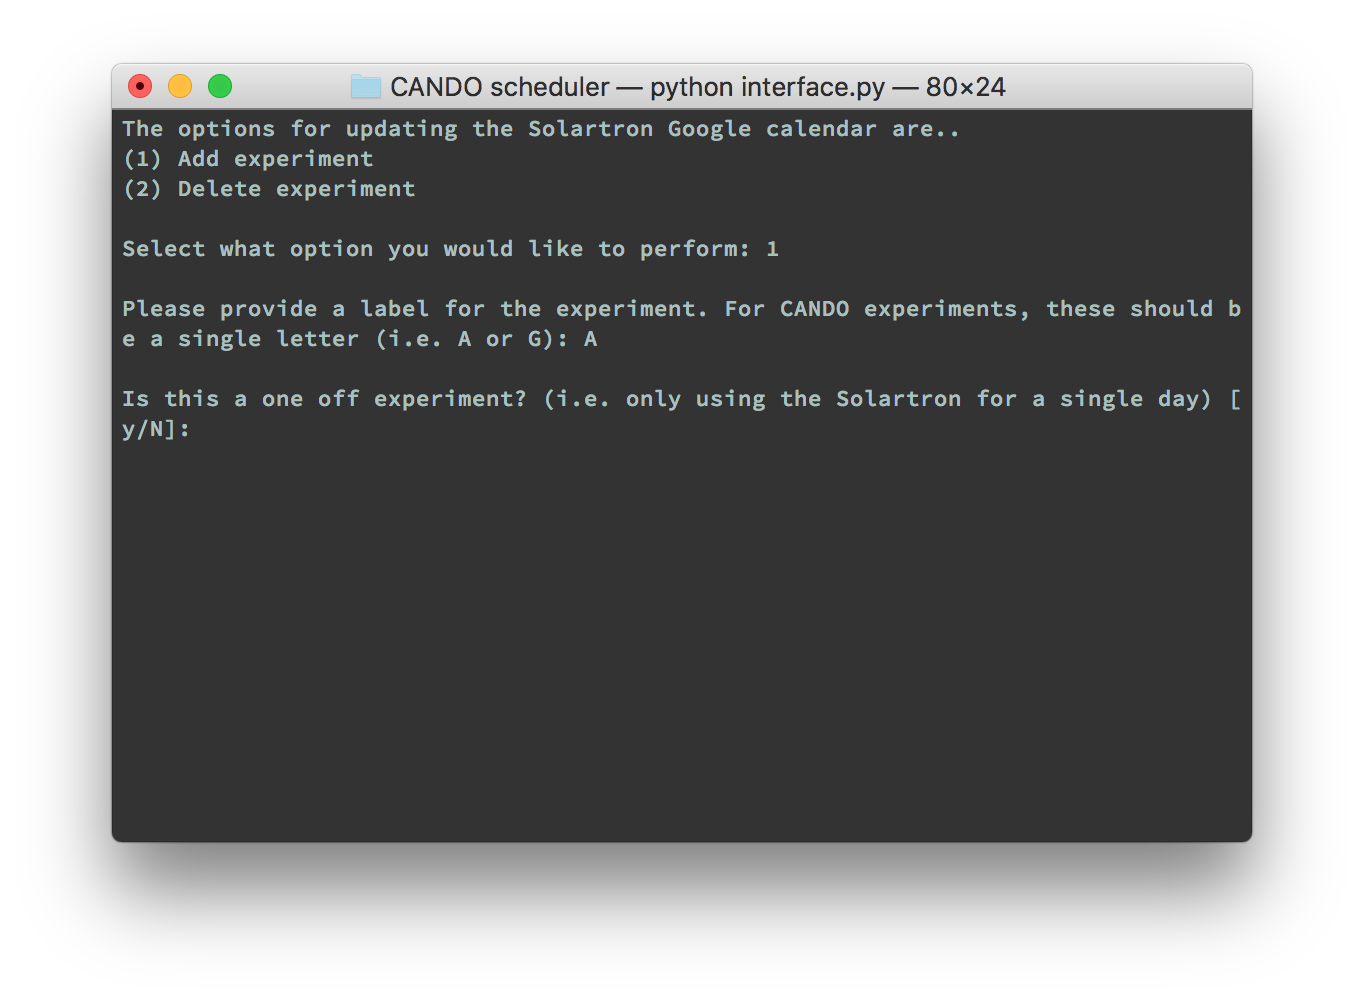 CANDO scheduler — python interface.py — 80×24
The options for updating the Solartron Google calendar are..
(1) Add experiment
(2) Delete experiment
Select what option you would like to perform: 1
Please provide a label for the experiment. For CANDO experiments, these should b
e a single letter (i.e. A or G): A
Is this a one off experiment? (i.e. only using the Solartron for a single day) [
y/N]: